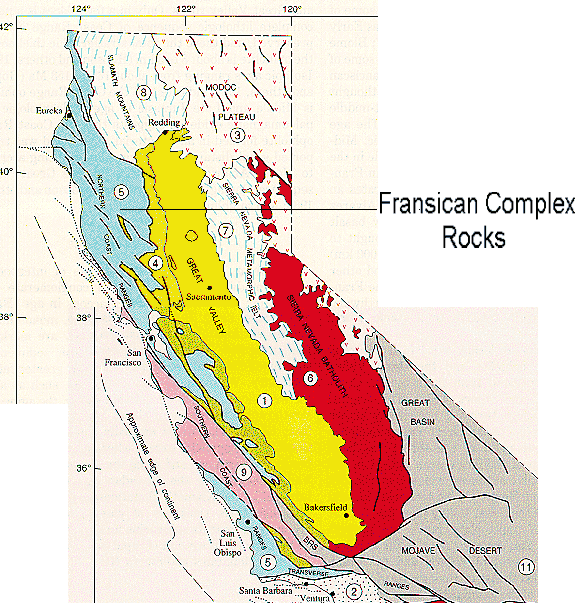 124°
122°
120°
42°
KLAMATH MOUNTAINS
8
MODOC
PLATEAU
3
Eureka
Redding
40°
NORTHERN
COAST
RANGES
5
SIERRA NEVADA METAMORPHIC BELT
7
Fransican Complex
Rocks
4
GREAT
VALLEY
Sacramento
38°
SIERRA NEVADA BATHOLITH
6
San
Francisco
1
GREAT
BASIN
Approximate edge of continent
SOUTHERN
COAST
RANGES
9
36°
Bakersfield
San
Luis
Obispo
5
MOJAVE DESERT
11
TRANSVERSE
RANGES
Santa Barbara
Ventura
2